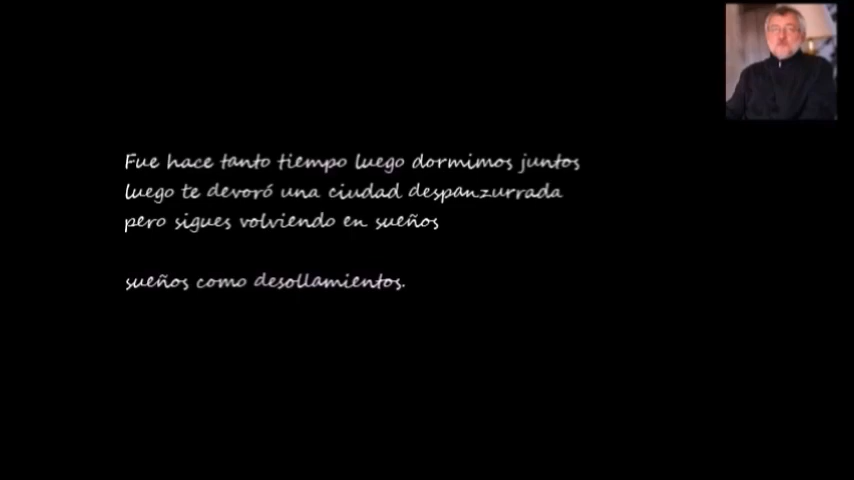 Fue hace tanto tiempo luego dormimos juntos
luego te devoró una ciudad despanzurrada
pero sigues volviendo en sueños
sueños como desollamientos.